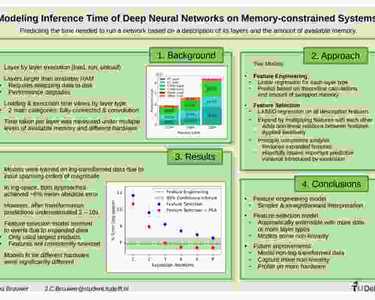 Modeling Inference Time of Deep Neural Networks on Memory-constrained Systems
Predicting the time needed to run a network based on a description of its layers and the amount of available memory.
1. Background
Layer by layer execution (load, run, unload)
Layers larger than available RAM
Requires swapping data to disk
Performance degrades
Loading & execution time varies by layer type
2 main categories: fully-connected & convolution
Time taken per layer was measured under multiple
levels of available memory and different hardware
2. Approach
Two Models:
Feature Engineering
Linear regression for each layer type
Predict based on theoretical calculations
and amount of swapped memory
Feature Selection
LASSO regression on all descriptive features
Expand by multiplying features with each other
Adds non-linear relations between features
Applied iteratively
Principle component analysis
Reduces expanded features
Hopefully leaves important predictive
variance introduced by expansion
3. Results
Models were trained on log-transformed data due to
input spanning orders of magnitude
In log-space, both approaches
achieved ~6% mean absolute error
However, after transformation
predictions underestimated
Feature selection seemed
to overfit due to expanded data
Only used largest products
Features not consistently selected
Models fit on different hardware
were significantly different
Feature Engineering
95% Confidence Interval
Feature Selection
Feature Selection + PCA
Expansion Iterations
4. Conclusions
Feature engineering model
Simpler & straightforward interpretation
Feature selection model
Automatically extensible with more data
or more layer types
Models some non-linearity
Future improvements
Model non-log-transformed data
Capture more non-linearity
Profile on more hardware
Brouwer
J.C.Brouwer@student.tudelft.nl
TU Del